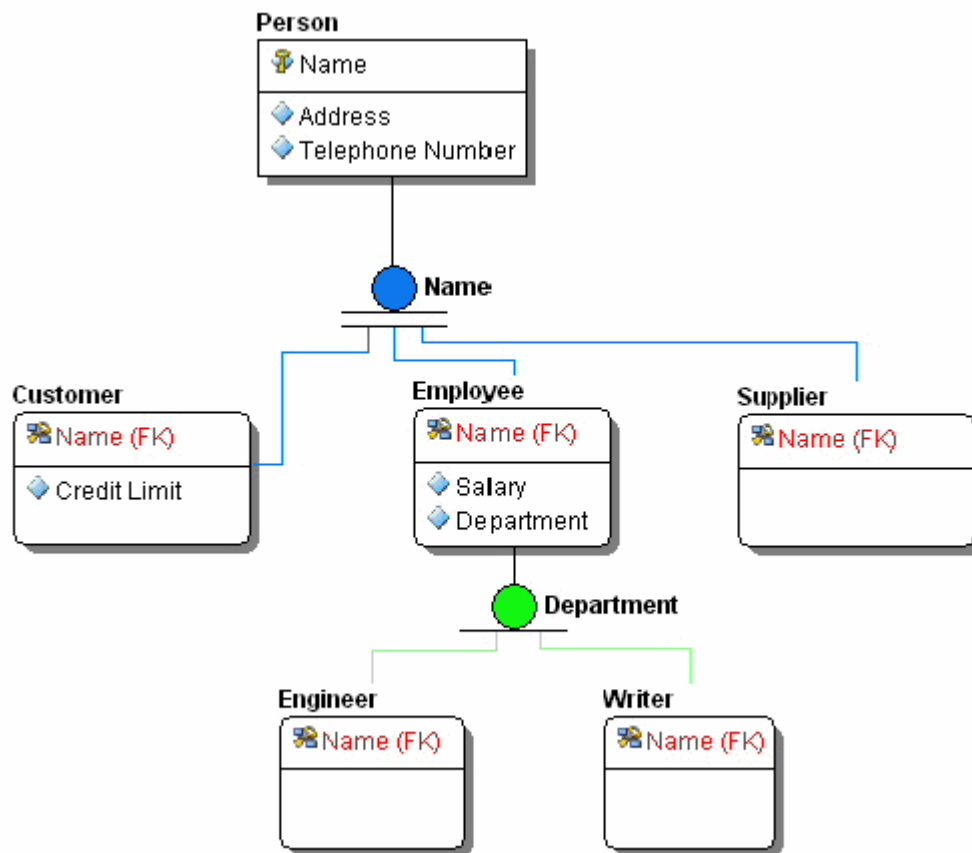 Person
Name
Address
Telephone Number
Name
Customer
Name (FK)
Credit Limit
Employee
Name (FK)
Salary
Department
Supplier
Name (FK)
Department
Engineer
Name (FK)
Writer
Name (FK)